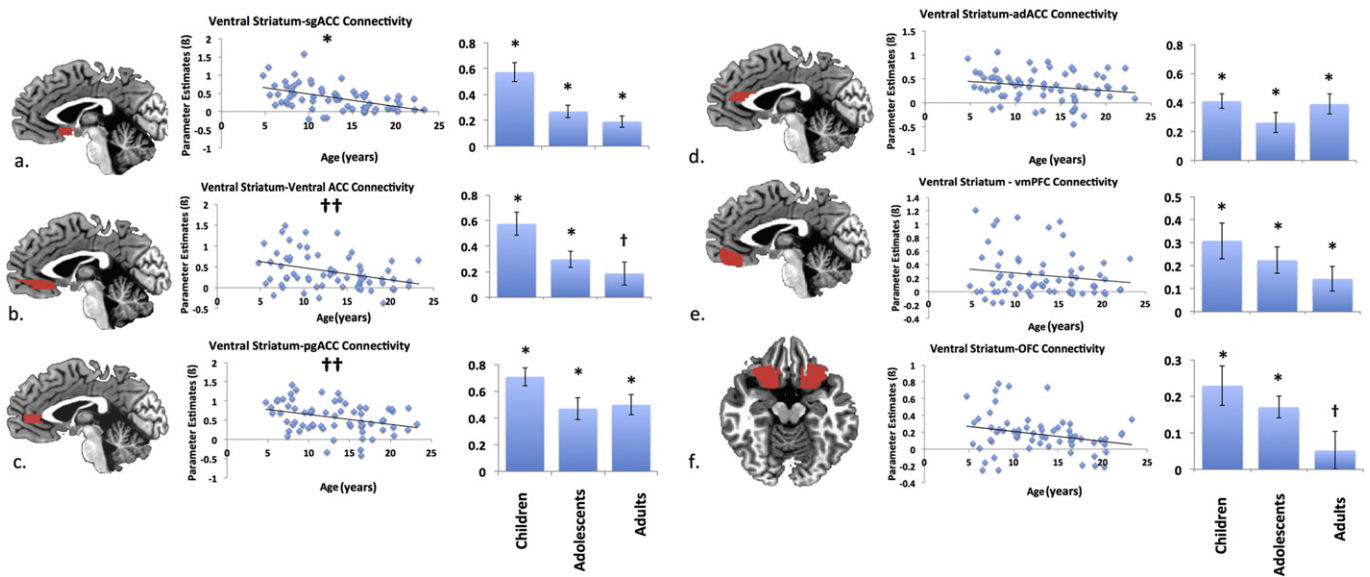 Ventral Striatum-sgACC Connectivity
*
Parameter Estimates (ß)
2
1.5
1
0.5
0
-0.5
1
0 5 10 15 20 25
Age (years)
0.8
0.6
0.4
0.2
0
* * *
a.
Ventral Striatum-Ventral ACC Connectivity
††
Parameter Estimates (ß)
2
1.5
1
0.5
0
-0.5
0 5 10 15 20 25
Age (years)
0.8
0.6
0.4
0.2
0
* * †
b.
Ventral Striatum-pgACC Connectivity
††
Parameter Estimates (ß)
2
1.5
1
0.5
0
-0.5
-1
0 5 10 15 20 25
Age (years)
0.8
0.6
0.4
0.2
0
* * *
c.
Children
Adolescents
Adults
Ventral Striatum-adACC Connectivity
Parameter Estimates (ß)
1.5
1
0.5
0
-0.5
-1
0 5 10 15 20 25
Age (years)
0.8
0.6
0.4
0.2
0
* * *
d.
Ventral Striatum - vmPFC Connectivity
Parameter Estimates (ß)
1.4
1.2
1
0.8
0.6
0.4
0.2
0
-0.2
-0.4
0 5 10 15 20 25
Age (years)
0.5
0.4
0.3
0.2
0.1
0
* * *
e.
Ventral Striatum-OFC Connectivity
Parameter Estimates (ß)
1
0.8
0.6
0.4
0.2
0
-0.2
-0.4
0 5 10 15 20 25
Age (years)
0.3
0.2
0.1
0
* * †
f.
Children
Adolescents
Adults